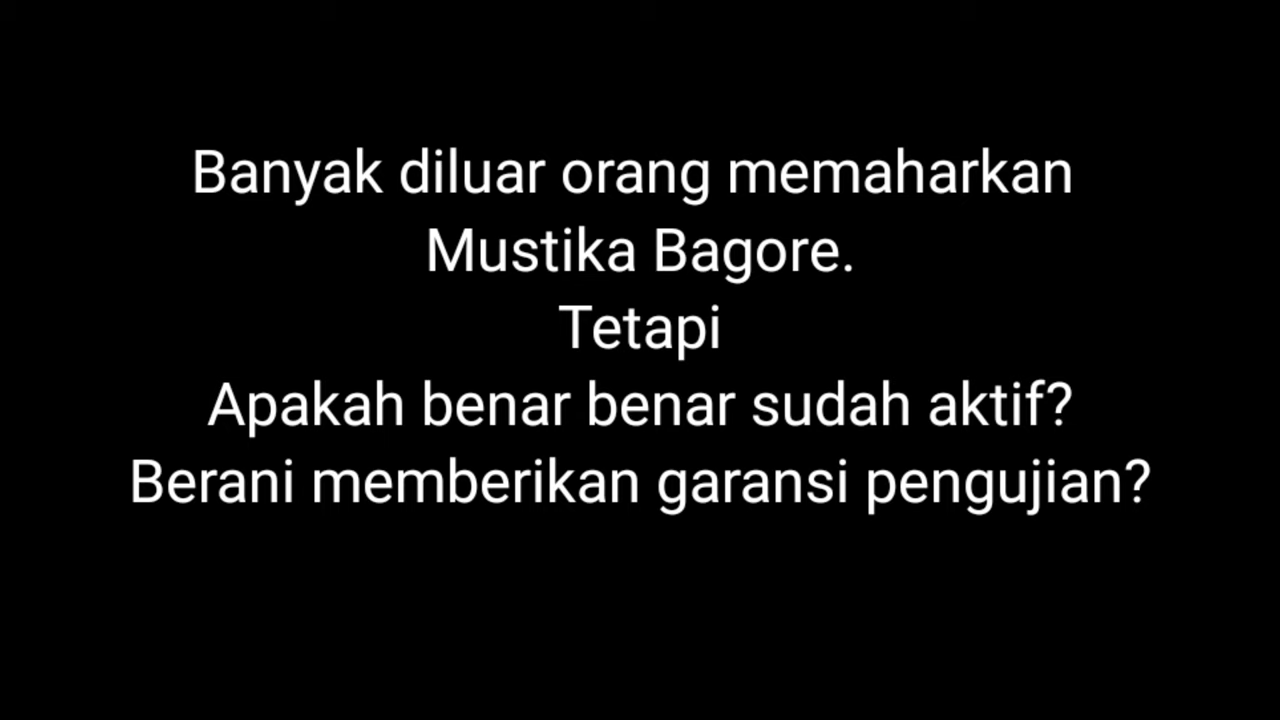 Banyak diluar orang memaharkan
Mustika Bagore.
Tetapi
Apakah benar benar sudah aktif?
Berani memberikan garansi pengujian?